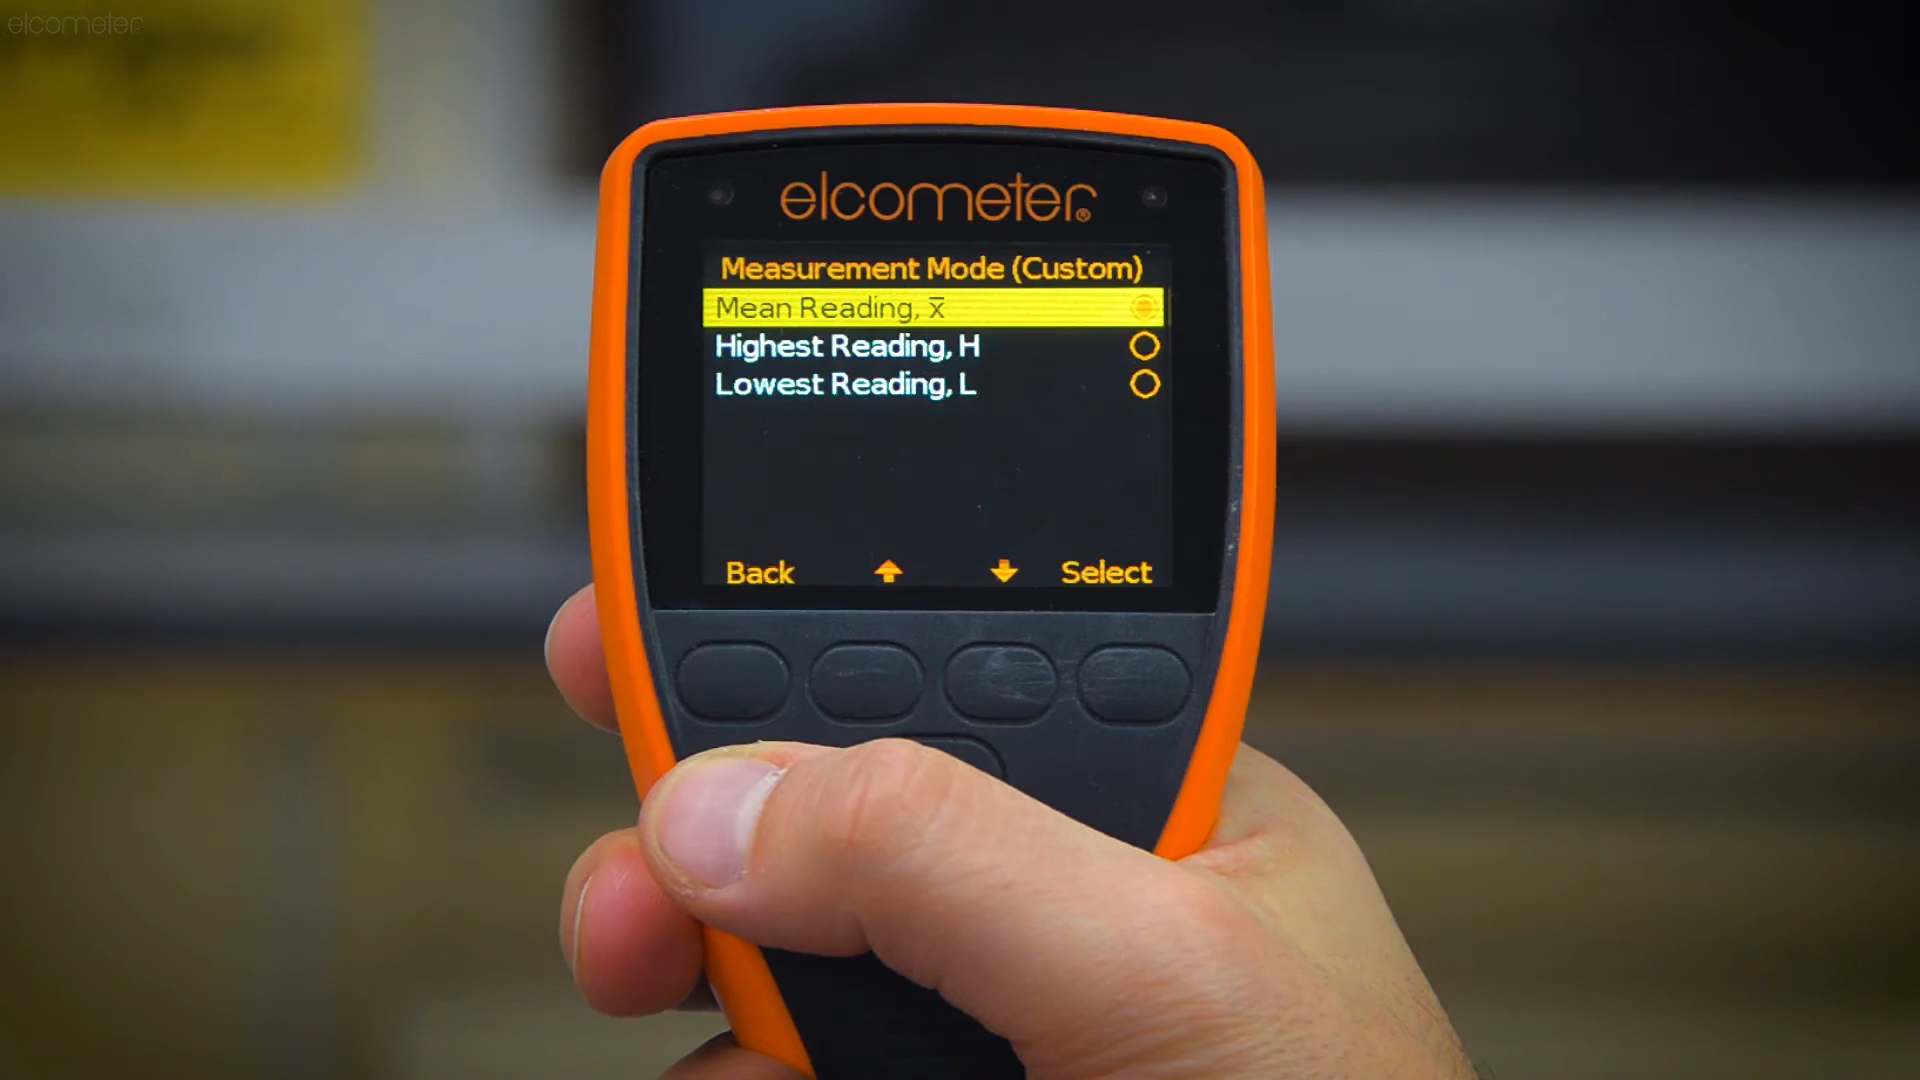 elcometer
elcometer®
Measurement Mode (Custom)
Mean Reading, x̅
Highest Reading, H
Lowest Reading, L
Back Select